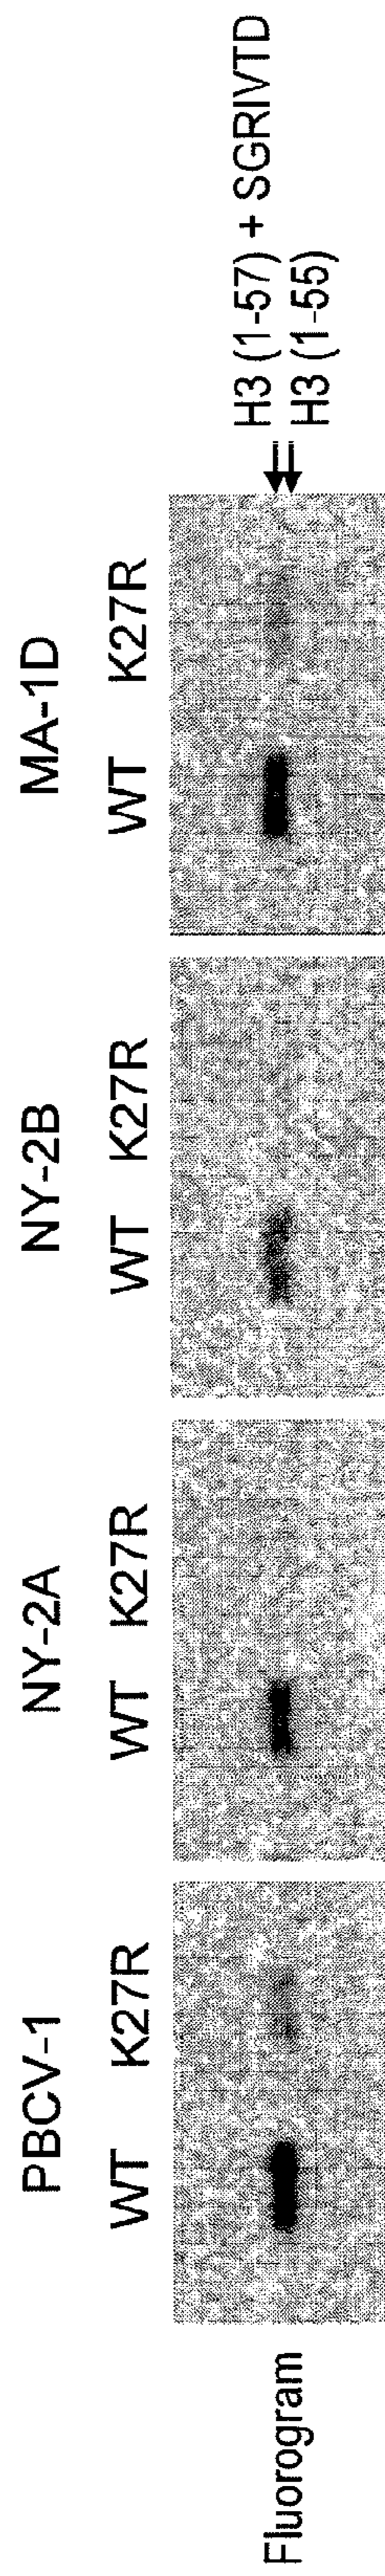 PBCV-1 NY-2A NY-2B MA-1D
WT K27R WT K27R WT K27R WT K27R
Fluorogram
H3 (1-57) + SGRIVTD
H3 (1-55)